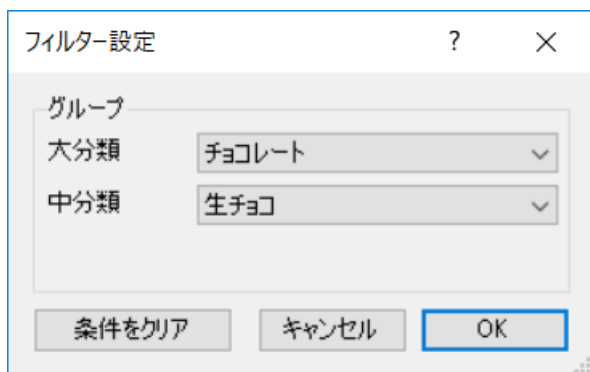 フィルター設定 ?
グループ
大分類 チョコレート
中分類 生チョコ
条件をクリア キャンセル OK